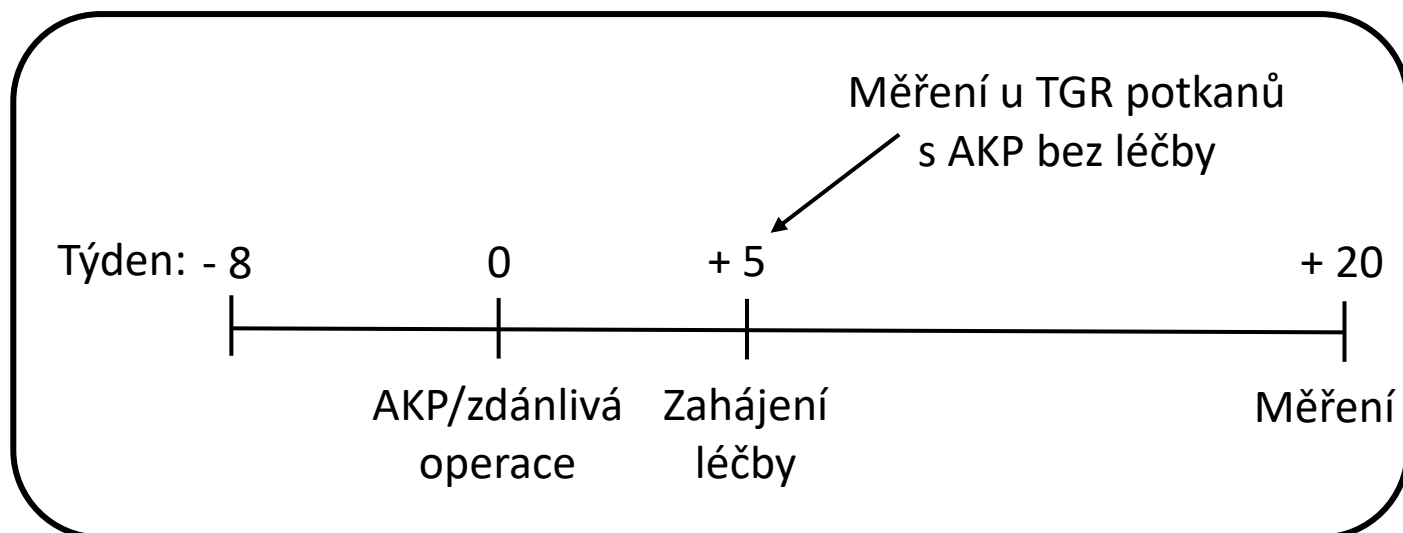 Měření u TGR potkanů
s AKP bez léčby
Týden: - 8 0 + 5 + 20
AKP/zdánlivá Zahájení Měření
operace léčby